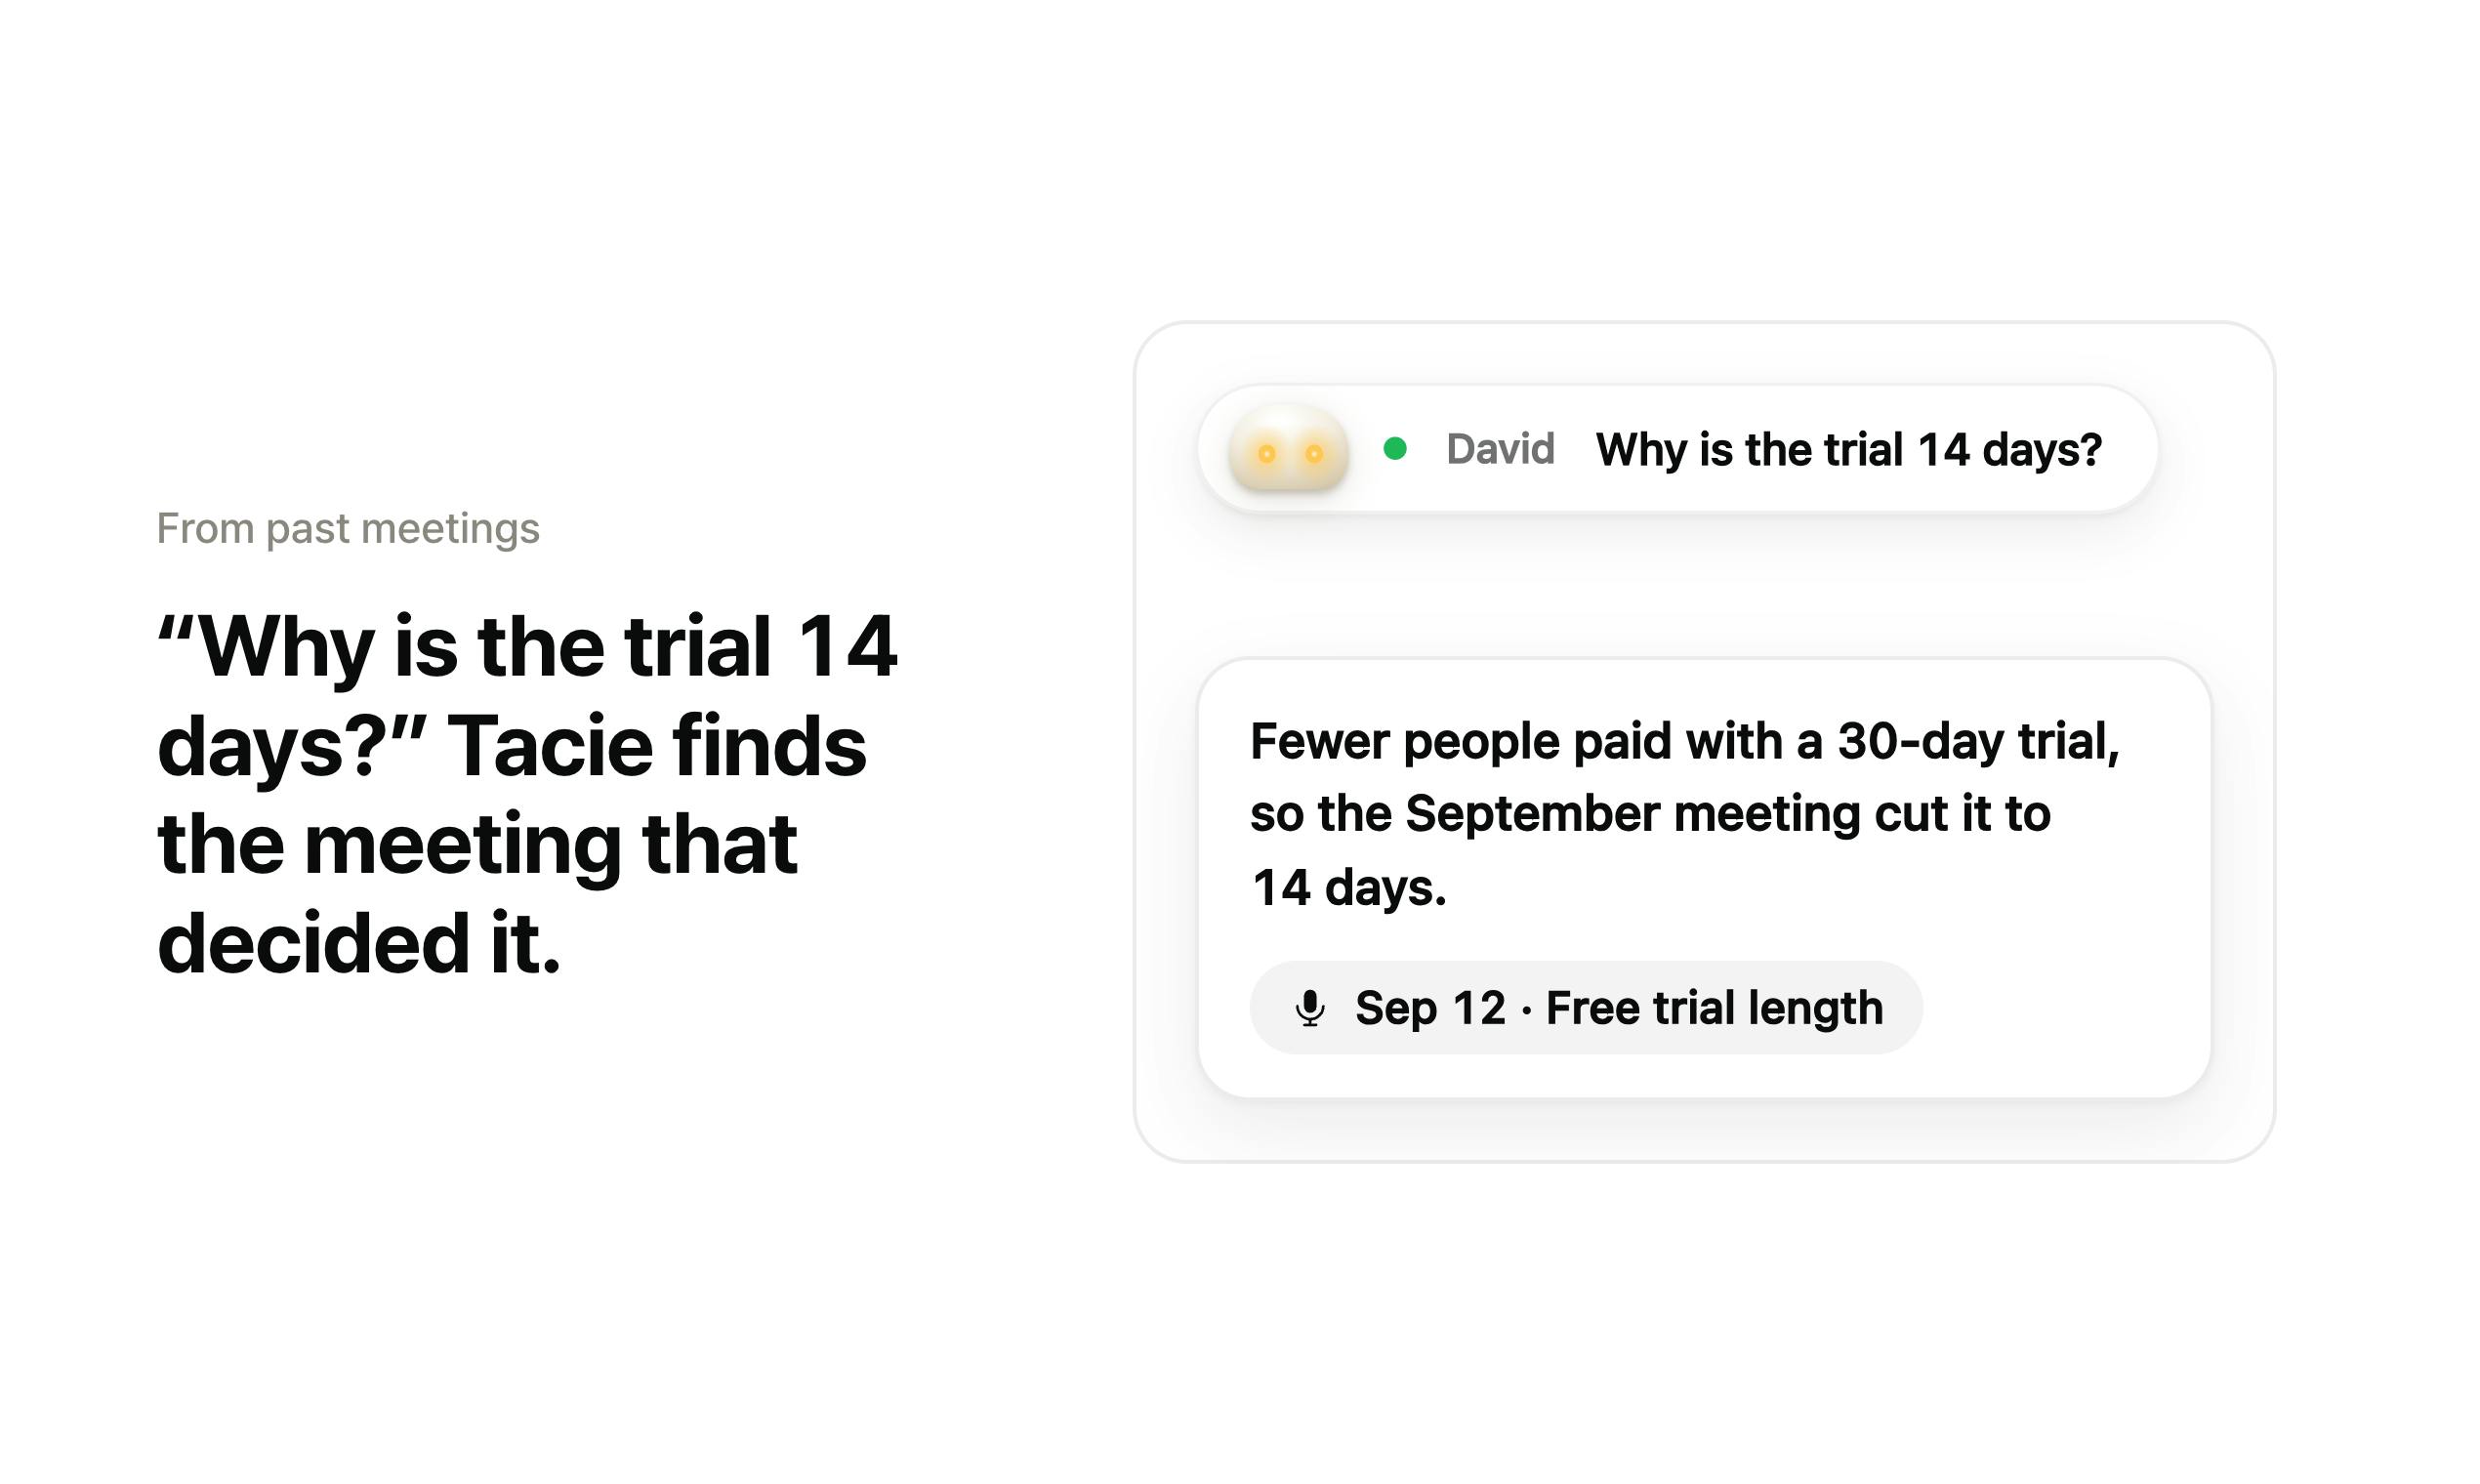 From past meetings
“Why is the trial 14
days?” Tacie finds
the meeting that
decided it.
David Why is the trial 14 days?
Fewer people paid with a 30-day trial,
so the September meeting cut it to
14 days.
Sep 12 · Free trial length